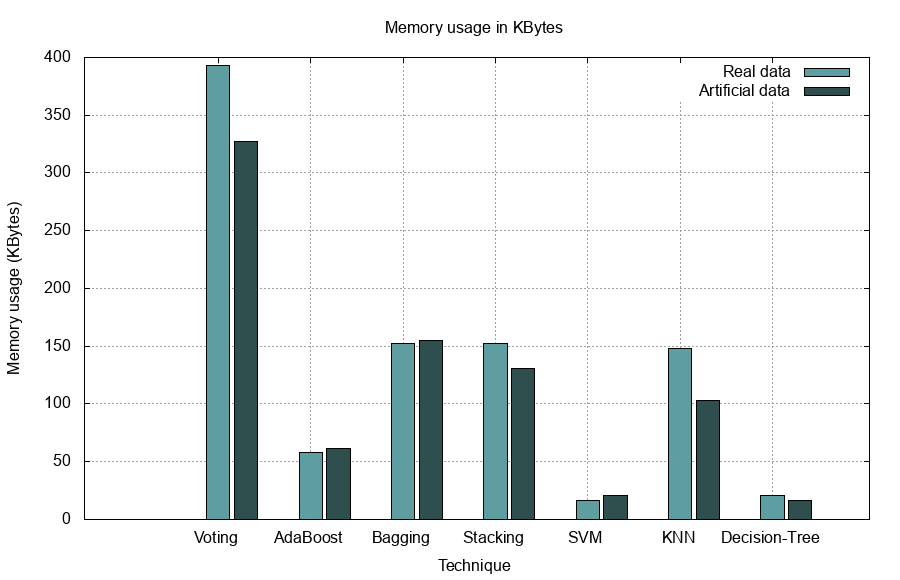 Memory usage in KBytes
400
350
300
250
200
150
100
50
0
Memory usage (KBytes)
Real data
Artificial data
Voting AdaBoost Bagging Stacking SVM KNN Decision-Tree
Technique